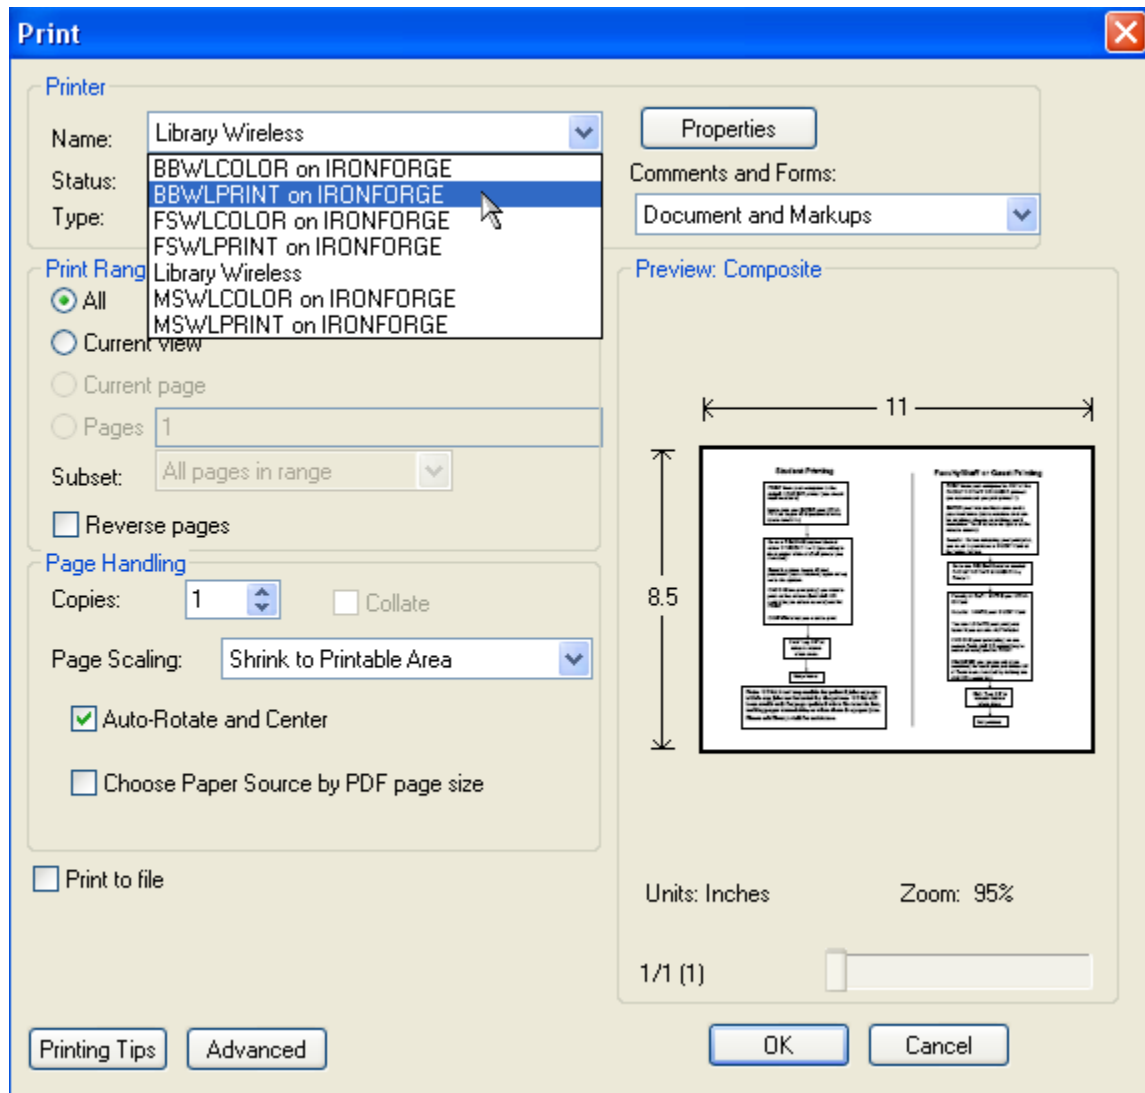 Print
Printer
Name: Library Wireless Properties
BBWLCOLOR on IRONFORGE
Status: Comments and Forms:
BBWLPRINT on IRONFORGE
Type: FSWLCOLOR on IRONFORGE Document and Markups
FSWLPRINT on IRONFORGE
Print Rang Library Wireless Preview: Composite
All MSWLCOLOR on IRONFORGE
MSWLPRINT on IRONFORGE
Current view
Current page
Pages 1
Subset: All pages in range
Reverse pages
11
Student Printing Faculty/Staff or Guest Printing
8.5
Page Handling
Copies: 1 Collate
Page Scaling: Shrink to Printable Area
Auto-Rotate and Center
Choose Paper Source by PDF page size
Print to file
Units: Inches Zoom: 95%
1/1 (1)
Printing Tips Advanced OK Cancel